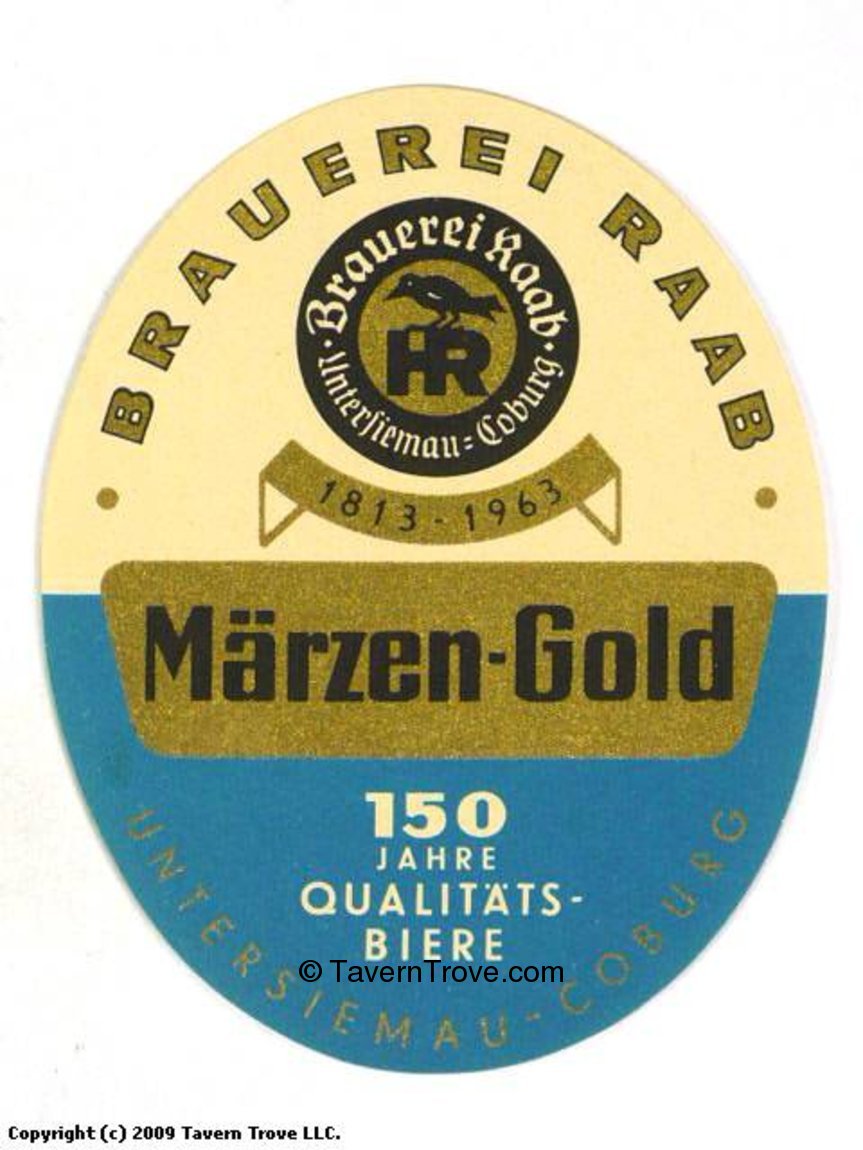 BRAUEREI RAAB
Brauerei Raab
HR
Untersiemau=Coburg
1813-1963
Märzen-Gold
150
JAHRE
QUALITÄTS-
BIERE
UNTERSIEMAU-COBURG
© TavernTrove.com
Copyright (c) 2009 Tavern Trove LLC.